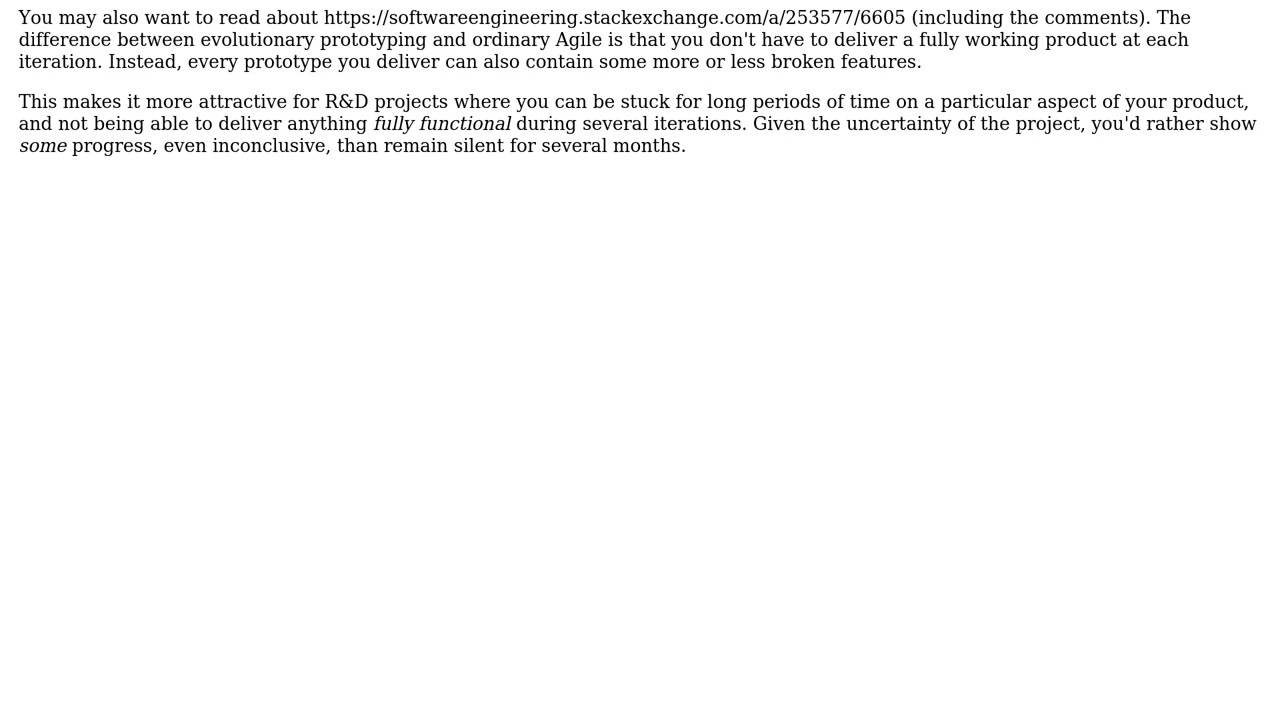 You may also want to read about https://softwareengineering.stackexchange.com/a/253577/6605 (including the comments). The
difference between evolutionary prototyping and ordinary Agile is that you don't have to deliver a fully working product at each
iteration. Instead, every prototype you deliver can also contain some more or less broken features.
This makes it more attractive for R&D projects where you can be stuck for long periods of time on a particular aspect of your product,
and not being able to deliver anything fully functional during several iterations. Given the uncertainty of the project, you'd rather show
some progress, even inconclusive, than remain silent for several months.